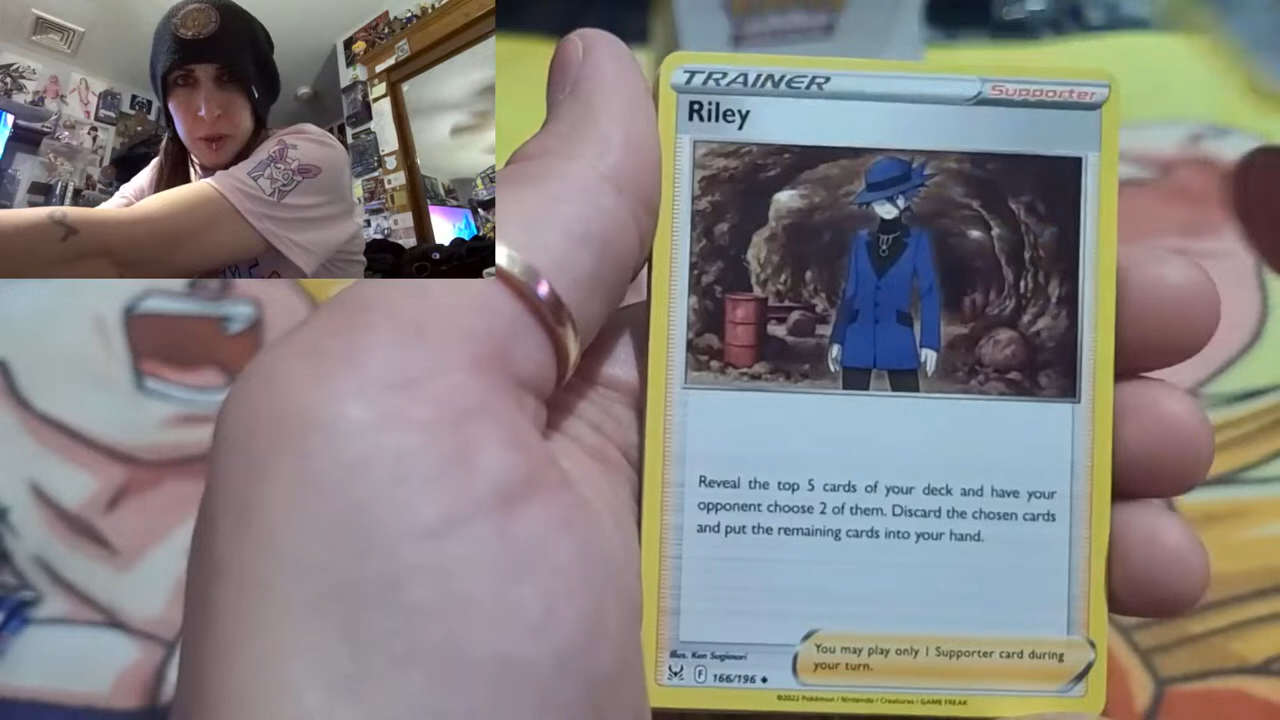 TRAINER
Supporter
Riley
Reveal the top 5 cards of your deck and have your
opponent choose 2 of them. Discard the chosen cards
and put the remaining cards into your hand.
You may play only 1 Supporter card during
your turn.
Illus. Ken Sugimori
F 166/196
©2022 Pokémon / Nintendo / Creatures / GAME FREAK